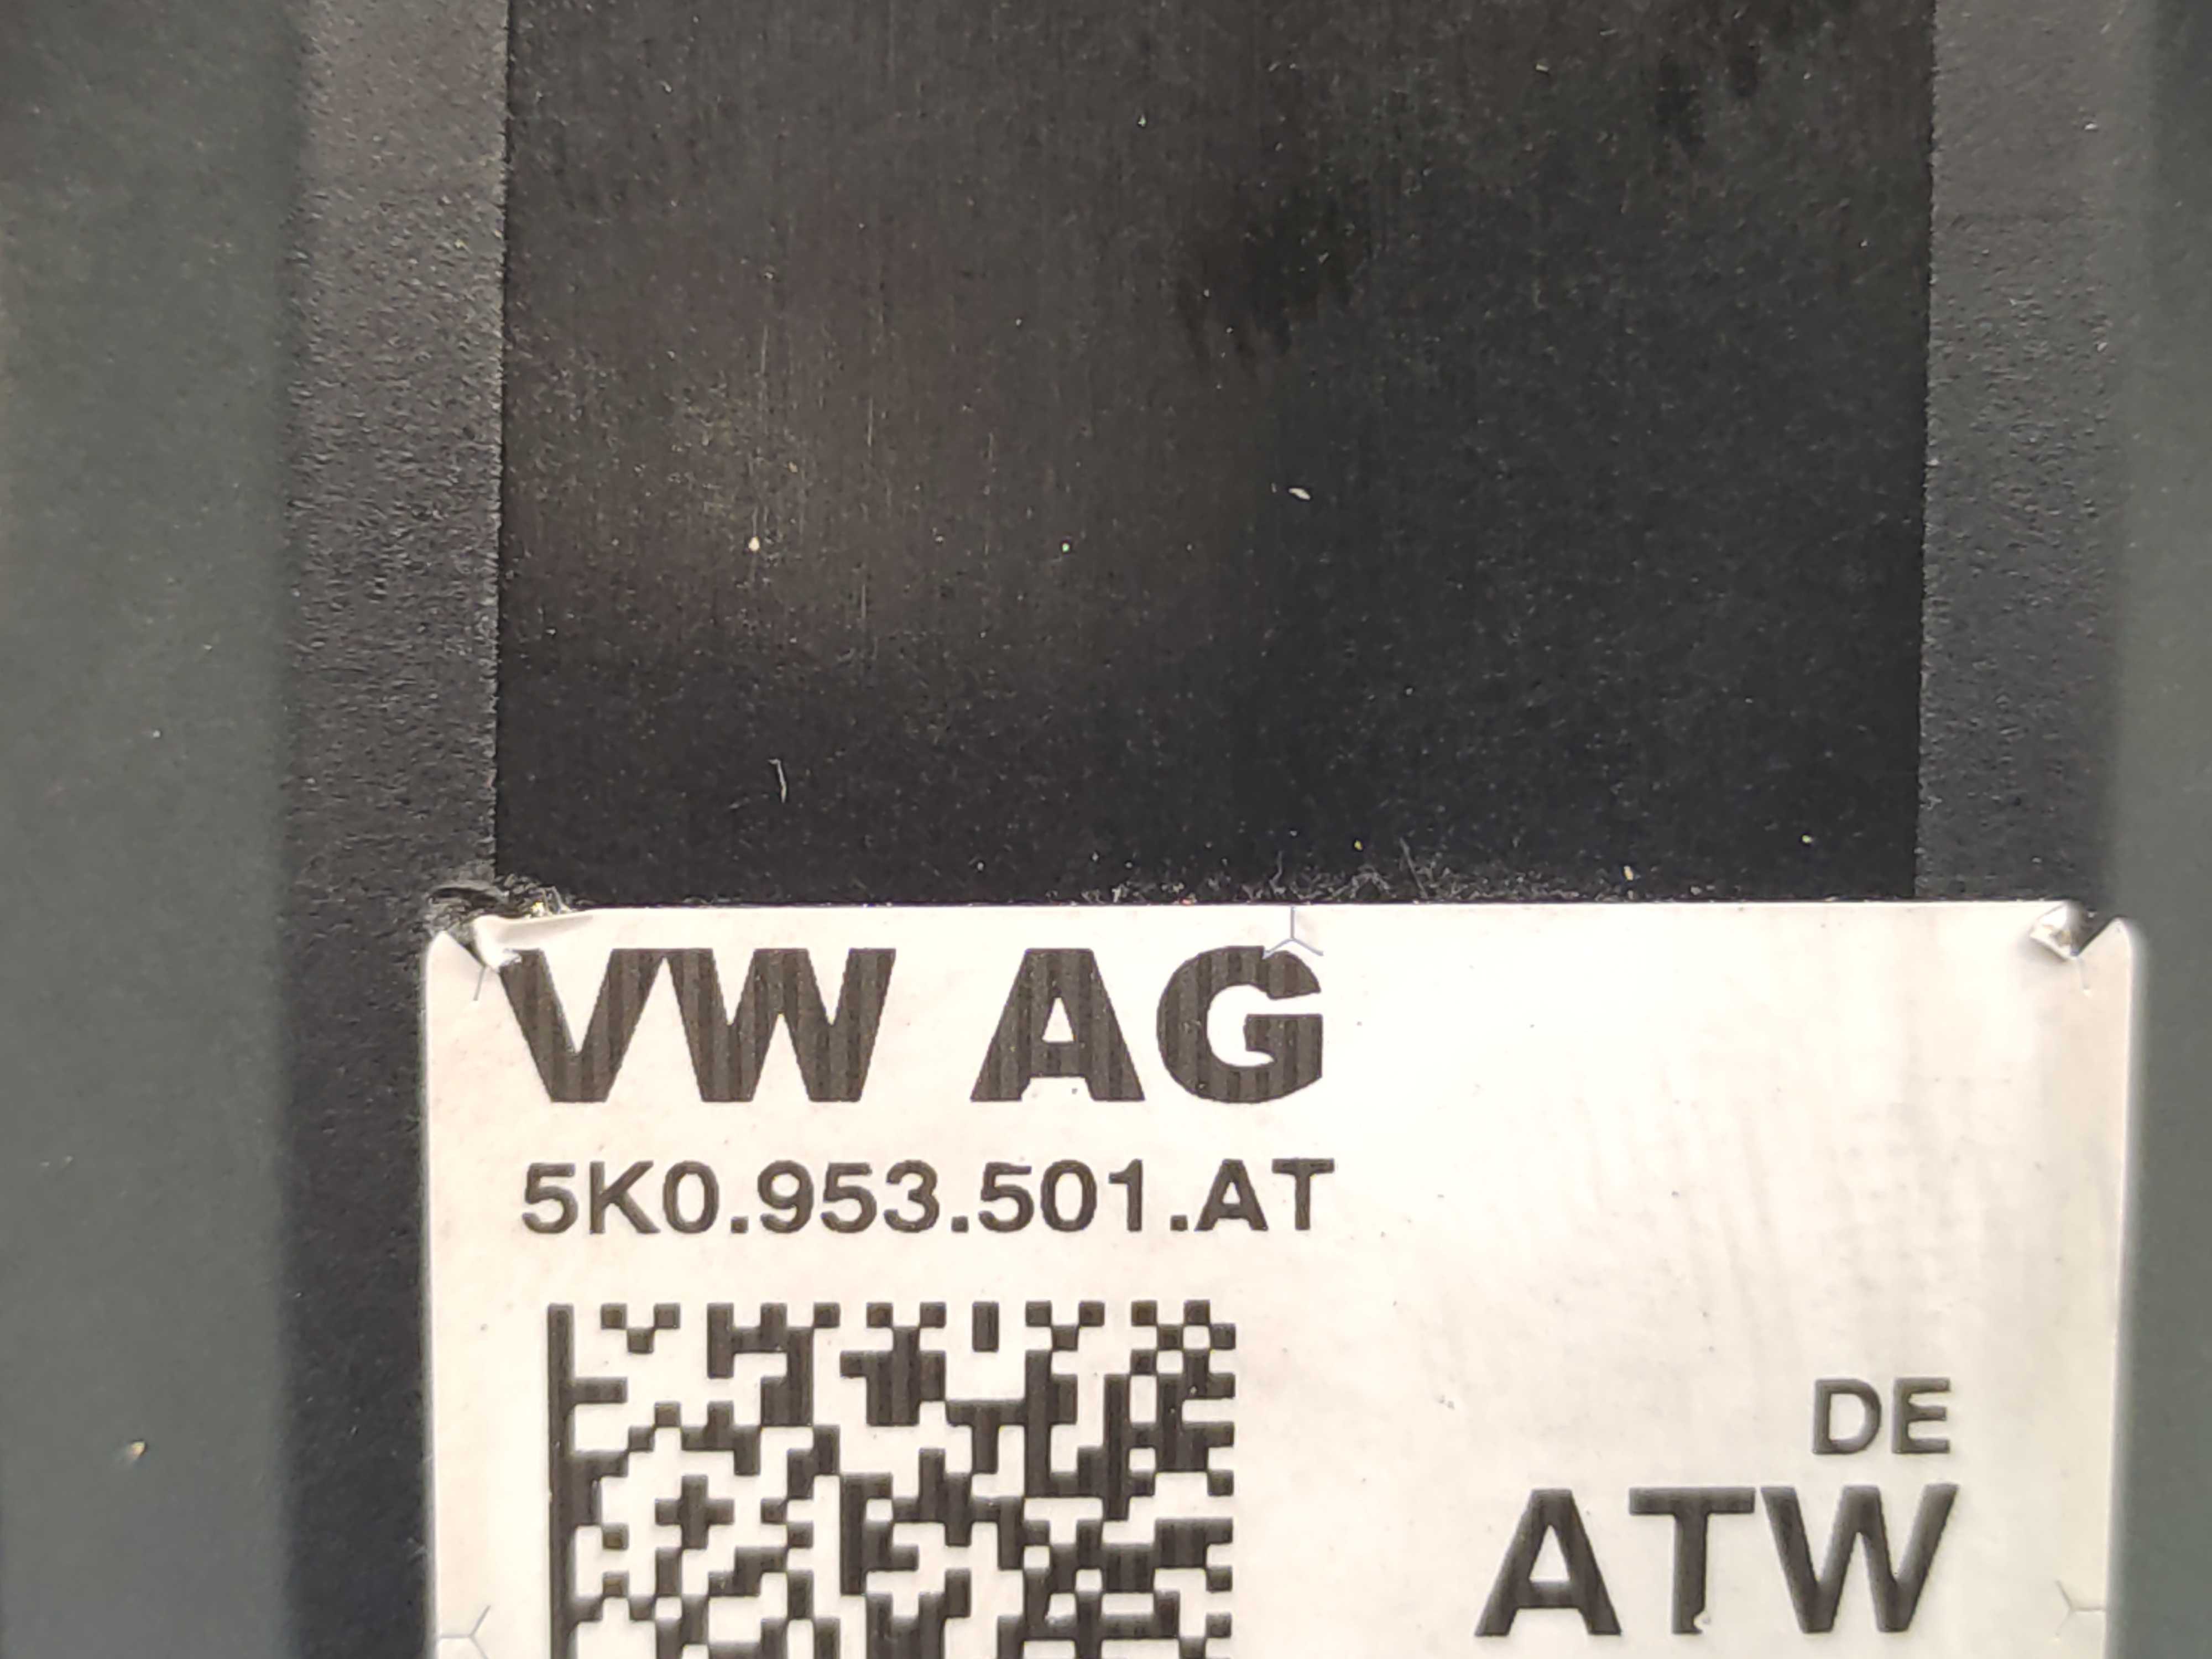 VW AG
5K0.953.501.AT
DE
ATW